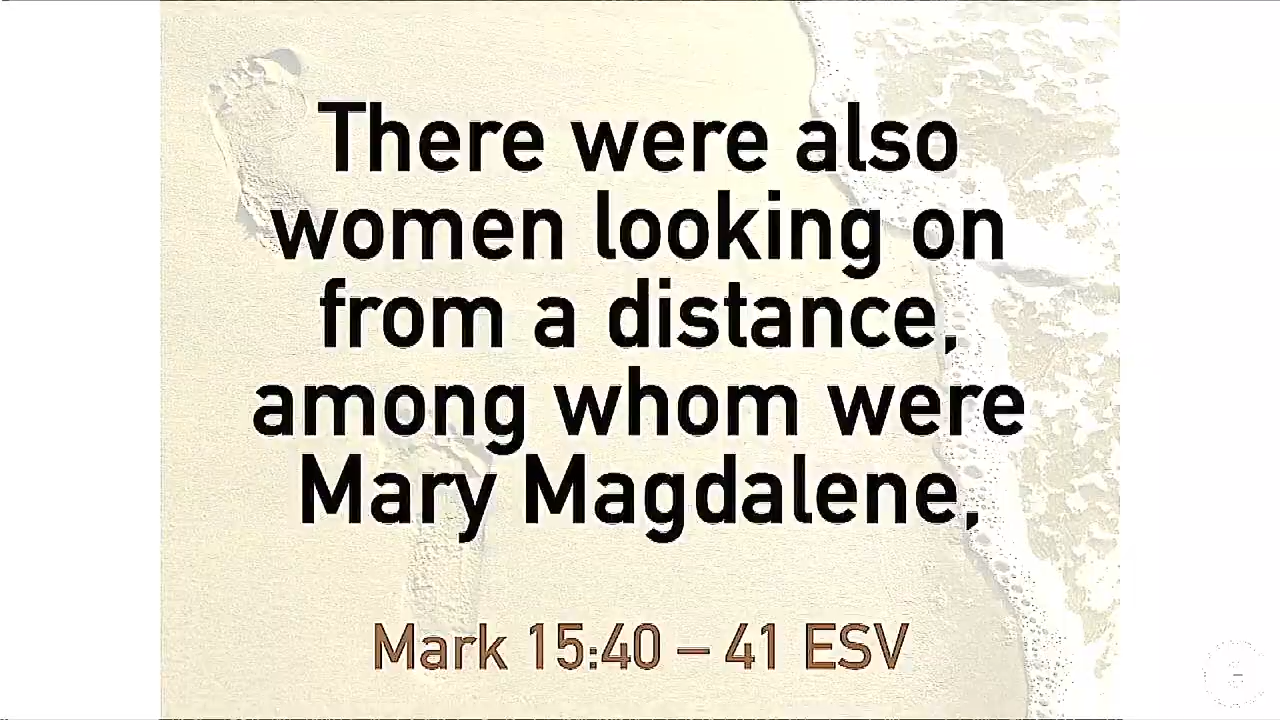 There were also
women looking on
from a distance,
among whom were
Mary Magdalene,
Mark 15:40 – 41 ESV